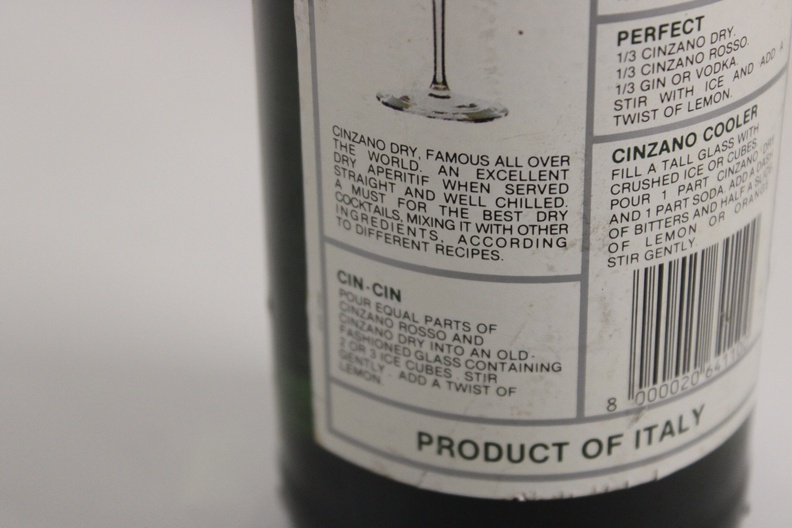 CINZANO DRY, FAMOUS ALL OVER
THE WORLD. AN EXCELLENT
DRY APERITIF WHEN SERVED
STRAIGHT AND WELL CHILLED.
A MUST FOR THE BEST DRY
COCKTAILS, MIXING IT WITH OTHER
INGREDIENTS, ACCORDING
TO DIFFERENT RECIPES.
CIN-CIN
POUR EQUAL PARTS OF
CINZANO ROSSO AND
CINZANO DRY INTO AN OLD-
FASHIONED GLASS CONTAINING
2 OR 3 ICE CUBES. STIR
GENTLY. ADD A TWIST OF
LEMON.
PERFECT
1/3 CINZANO DRY.
1/3 CINZANO ROSSO.
1/3 GIN OR VODKA.
STIR WITH ICE AND ADD A
TWIST OF LEMON.
CINZANO COOLER
FILL A TALL GLASS WITH
CRUSHED ICE OR CUBES.
POUR 1 PART CINZANO DRY
AND 1 PART SODA. ADD A DASH
OF BITTERS AND HALF A SLICE
OF LEMON OR ORANGE
STIR GENTLY.
8 000020 64110
PRODUCT OF ITALY